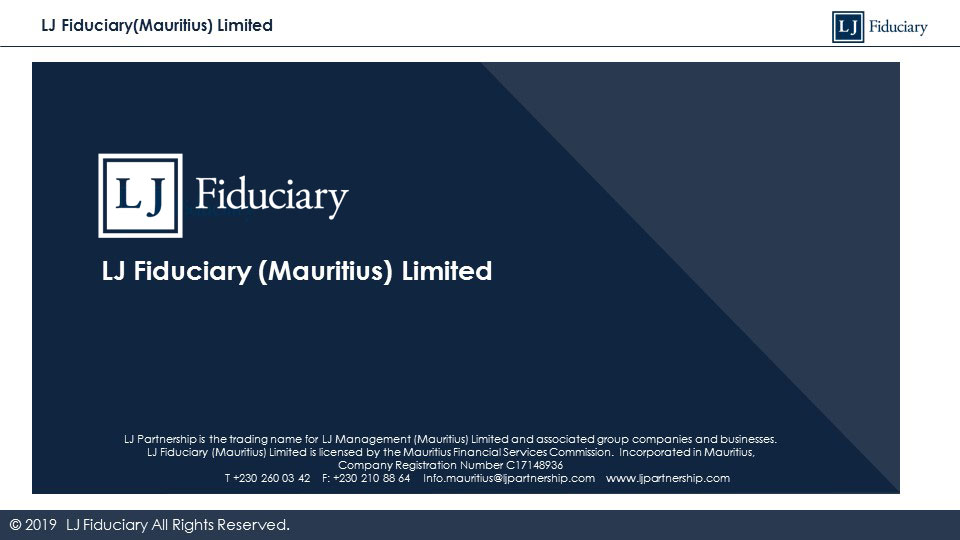 LJ Fiduciary(Mauritius) Limited
LJ Fiduciary
LJ Fiduciary
LJ Fiduciary (Mauritius) Limited
LJ Partnership is the trading name for LJ Management (Mauritius) Limited and associated group companies and businesses.
LJ Fiduciary (Mauritius) Limited is licensed by the Mauritius Financial Services Commission. Incorporated in Mauritius,
Company Registration Number C17148936
T +230 260 03 42 F: +230 210 88 64 Info.mauritius@ljpartnership.com www.ljpartnership.com
© 2019 LJ Fiduciary All Rights Reserved.